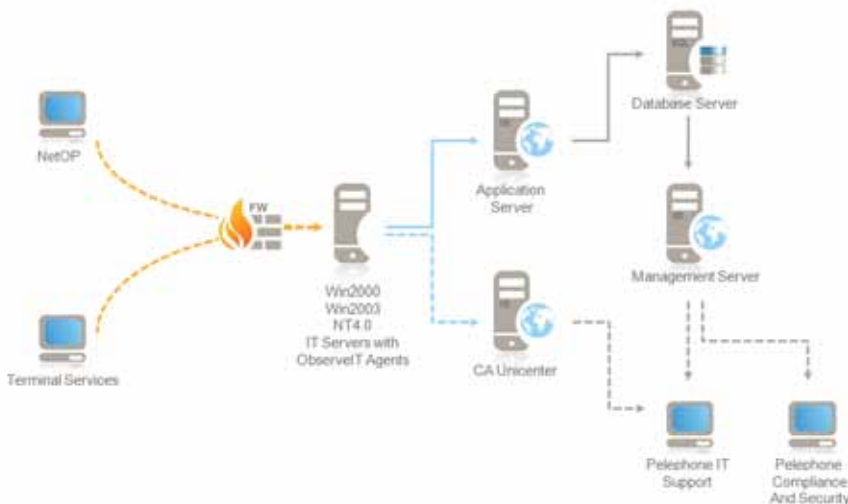 NetOP
Terminal Services
FW
Win2000
Win2003
NT4.0
IT Servers with
ObserveIT Agents
Application
Server
CA Unicenter
SQL
Database Server
Management Server
Pelephone IT
Support
Pelephone
Compliance
And Security